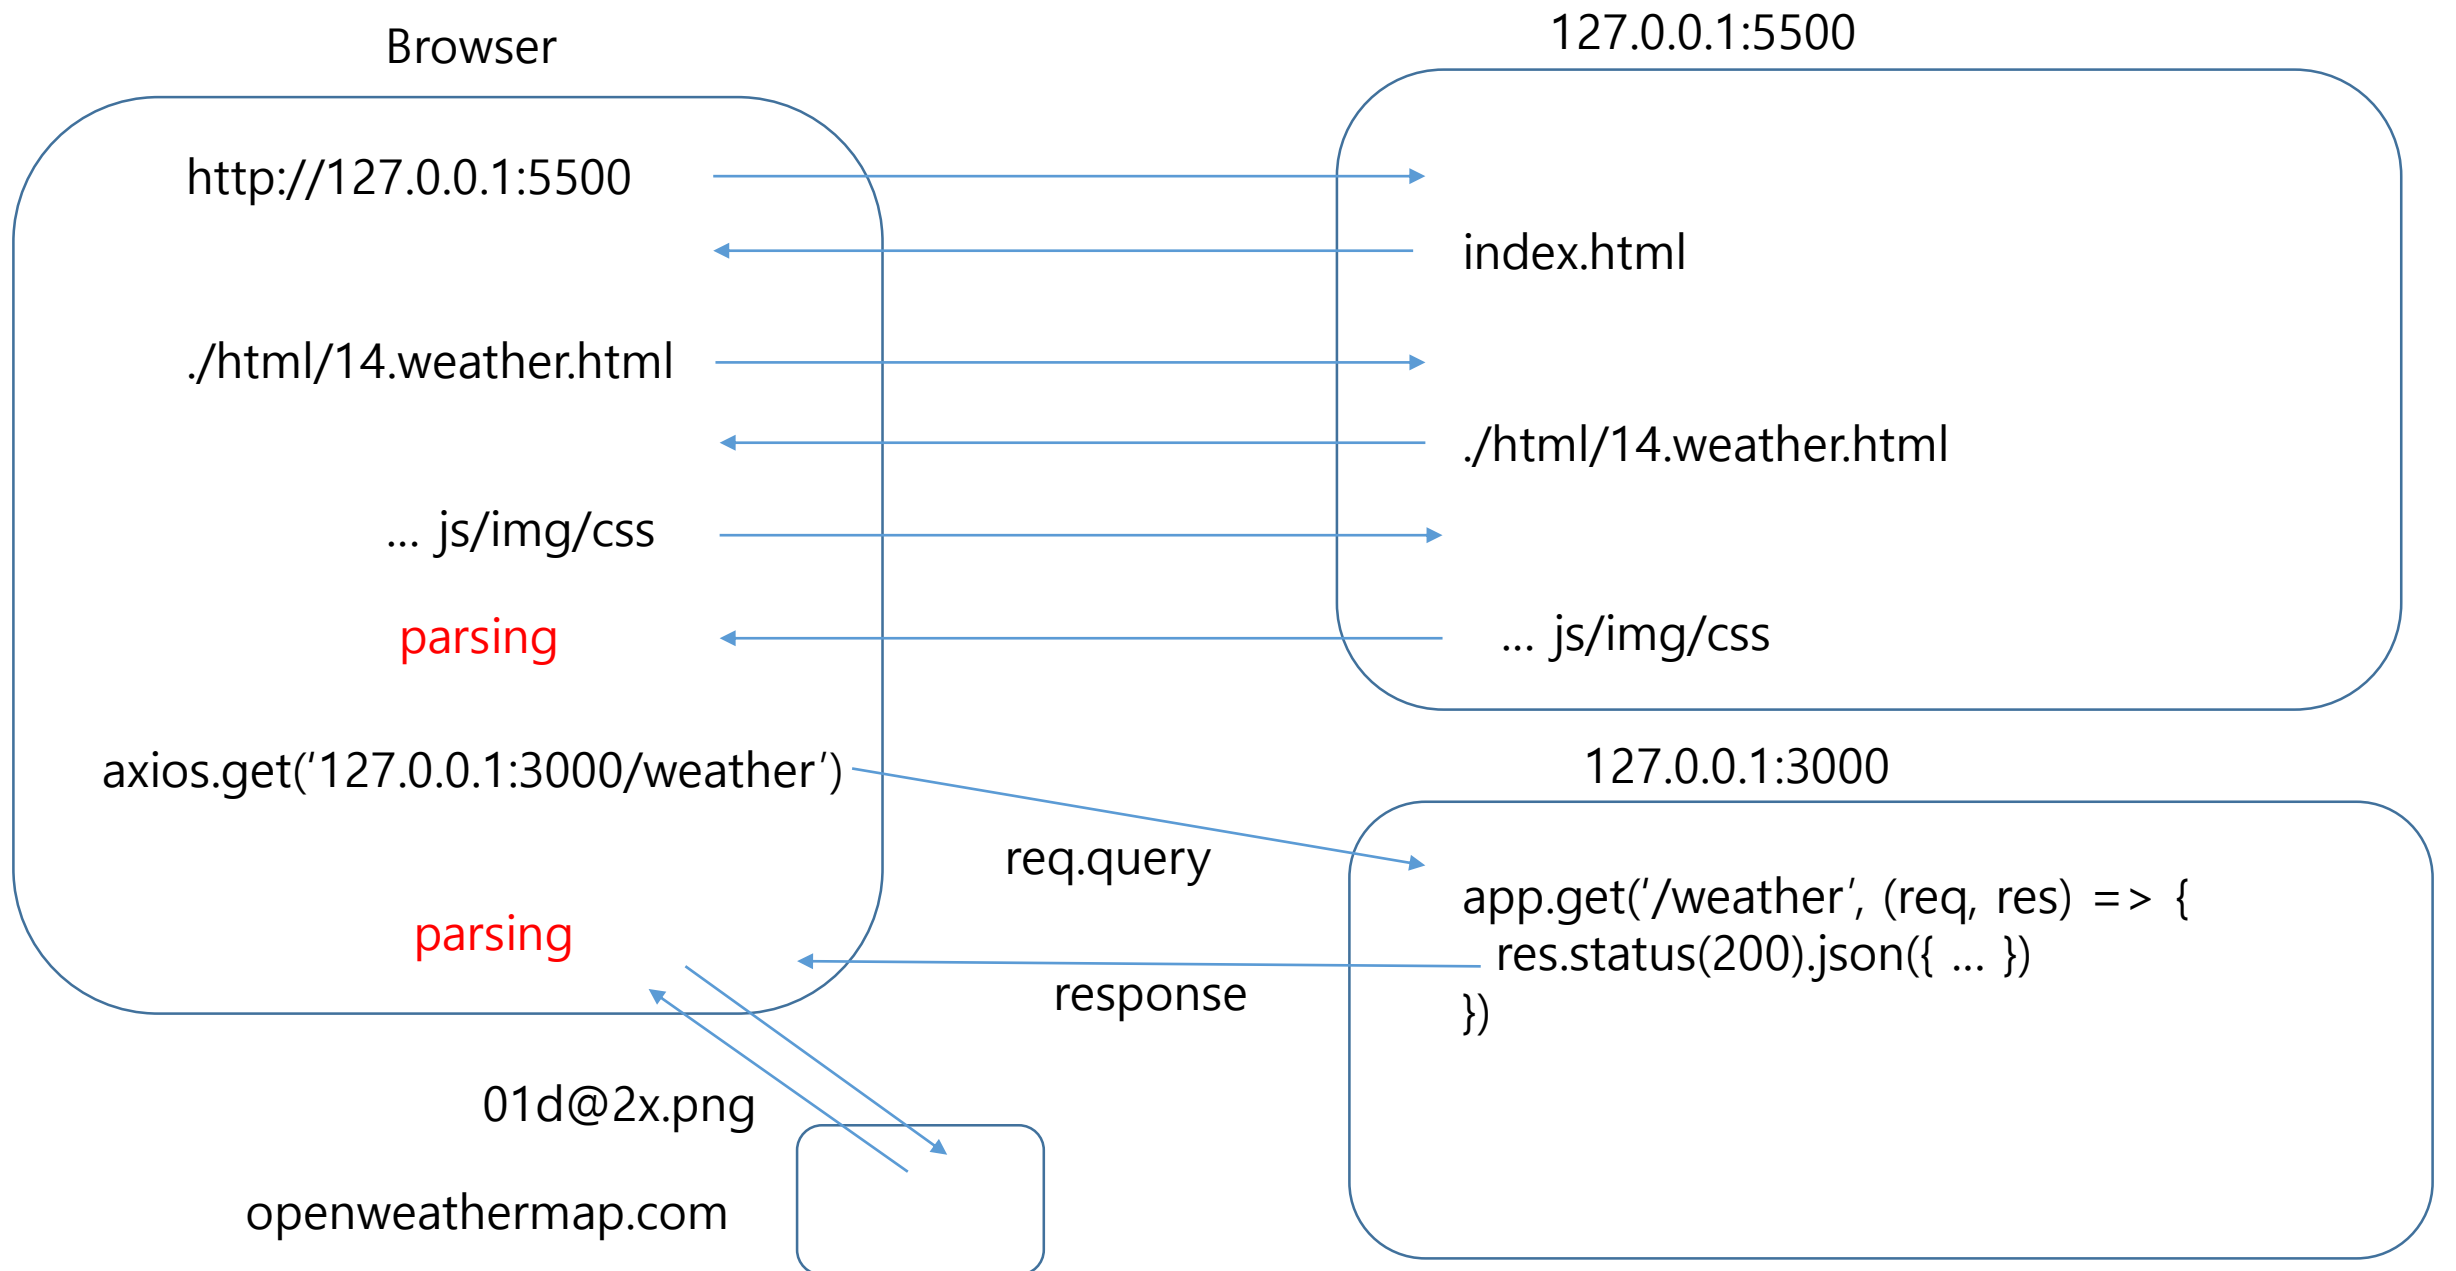 Browser
127.0.0.1:5500
http://127.0.0.1:5500
index.html
./html/14.weather.html
./html/14.weather.html
... js/img/css
parsing
... js/img/css
axios.get(‘127.0.0.1:3000/weather’)
127.0.0.1:3000
req.query
app.get(‘/weather’, (req, res) => {
res.status(200).json({ ... })
})
parsing
response
01d@2x.png
openweathermap.com